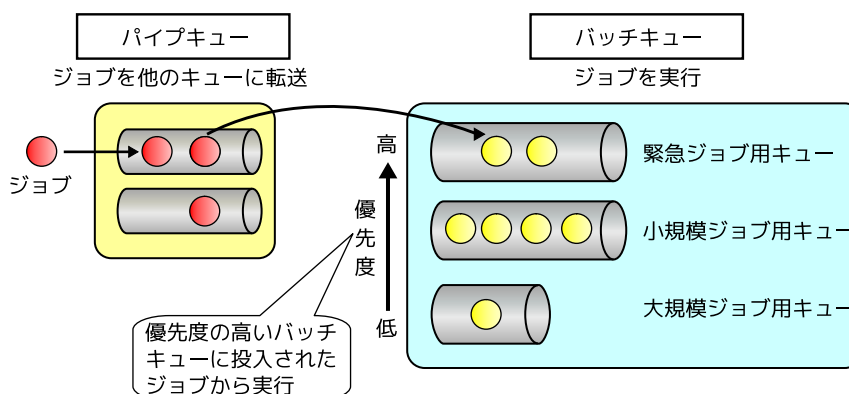 パイプキュー
ジョブを他のキューに転送
バッチキュー
ジョブを実行
ジョブ
高
優先度
低
緊急ジョブ用キュー
小規模ジョブ用キュー
大規模ジョブ用キュー
優先度の高いバッチ
キューに投入された
ジョブから実行